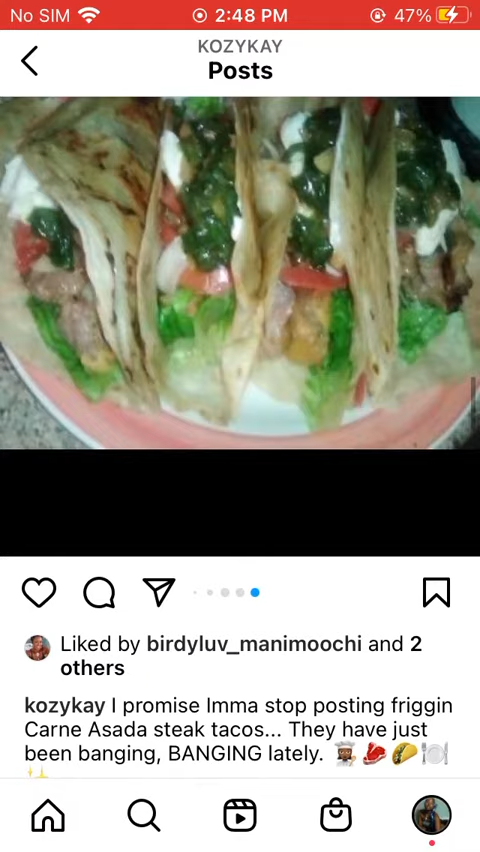 No SIM 2:48 PM 47%
KOZYKAY
Posts
Liked by birdyluv_manimoochi and 2
others
kozykay I promise Imma stop posting friggin
Carne Asada steak tacos... They have just
been banging, BANGING lately. 👩🏾‍🍳🥩🌮🍽️
✨